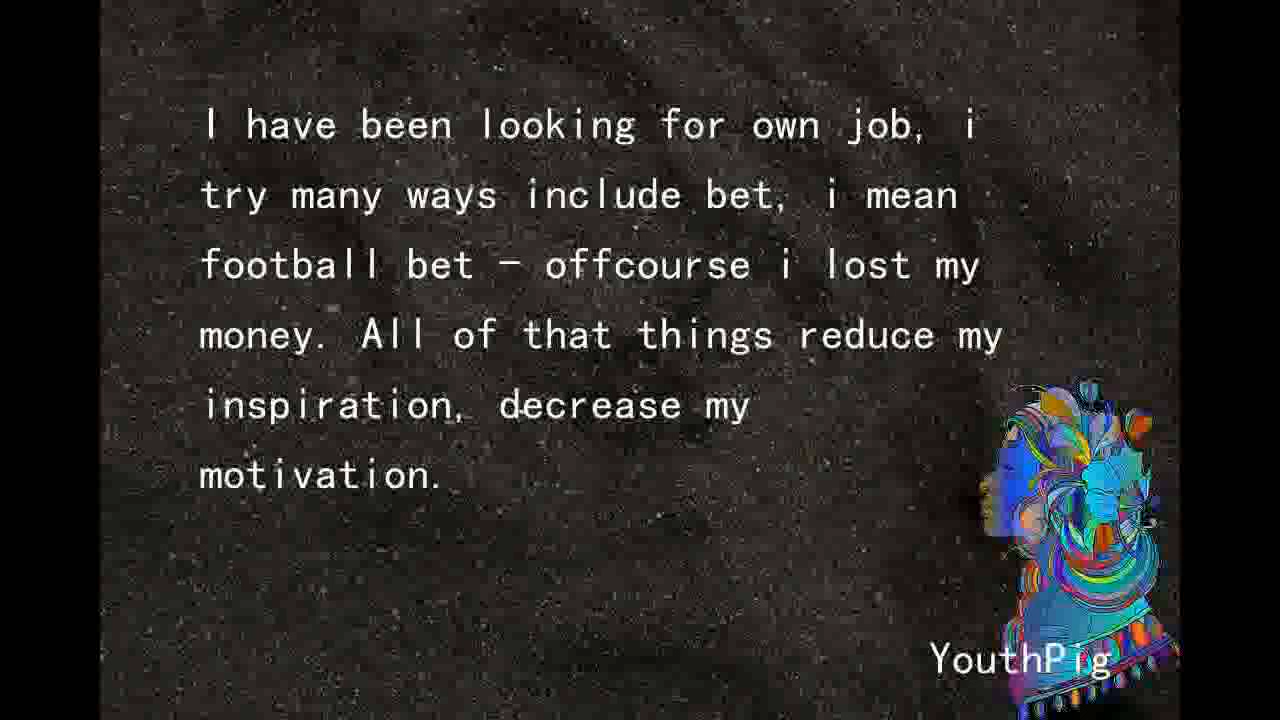 I have been looking for own job, i
try many ways include bet, i mean
football bet – offcourse i lost my
money. All of that things reduce my
inspiration, decrease my
motivation.
YouthPig